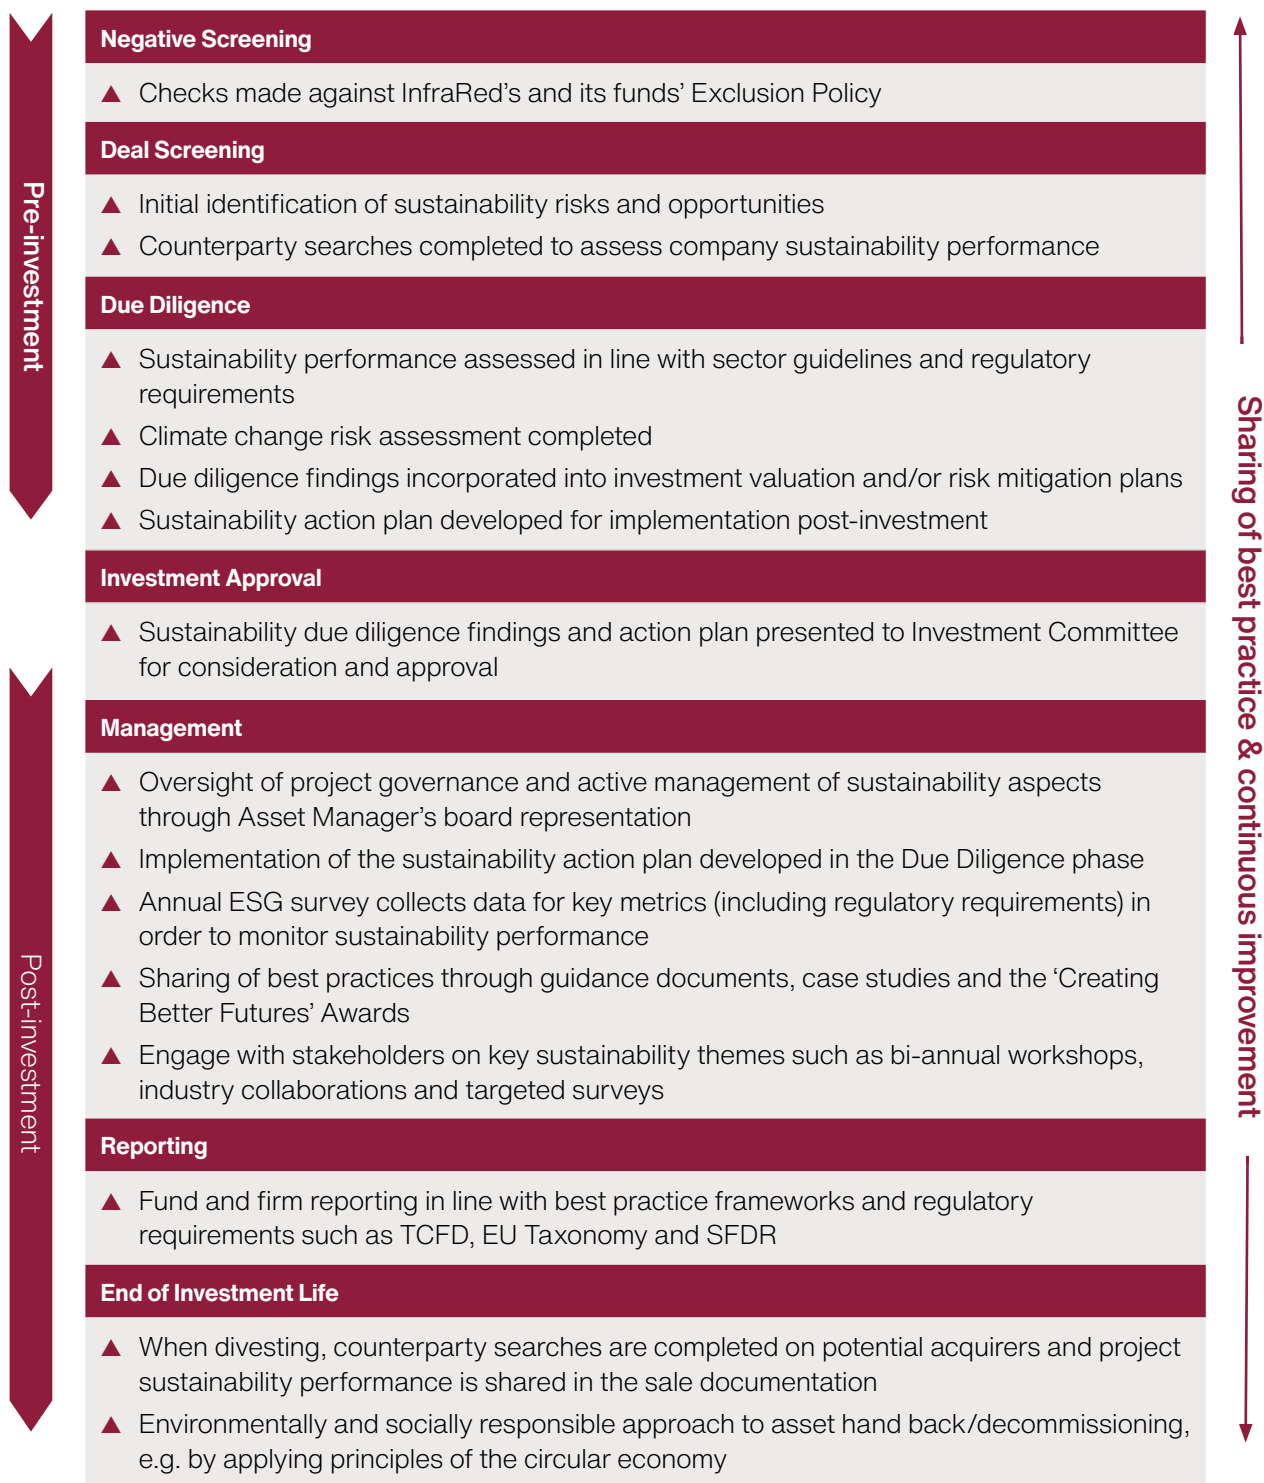 Negative Screening
▲ Checks made against InfraRed’s and its funds’ Exclusion Policy
Deal Screening
▲ Initial identification of sustainability risks and opportunities
▲ Counterparty searches completed to assess company sustainability performance
Due Diligence
▲ Sustainability performance assessed in line with sector guidelines and regulatory
requirements
▲ Climate change risk assessment completed
▲ Due diligence findings incorporated into investment valuation and/or risk mitigation plans
▲ Sustainability action plan developed for implementation post-investment
Pre-investment
Investment Approval
▲ Sustainability due diligence findings and action plan presented to Investment Committee
for consideration and approval
Management
▲ Oversight of project governance and active management of sustainability aspects
through Asset Manager’s board representation
▲ Implementation of the sustainability action plan developed in the Due Diligence phase
▲ Annual ESG survey collects data for key metrics (including regulatory requirements) in
order to monitor sustainability performance
▲ Sharing of best practices through guidance documents, case studies and the ‘Creating
Better Futures’ Awards
▲ Engage with stakeholders on key sustainability themes such as bi-annual workshops,
industry collaborations and targeted surveys
Reporting
▲ Fund and firm reporting in line with best practice frameworks and regulatory
requirements such as TCFD, EU Taxonomy and SFDR
End of Investment Life
▲ When divesting, counterparty searches are completed on potential acquirers and project
sustainability performance is shared in the sale documentation
▲ Environmentally and socially responsible approach to asset hand back/decommissioning,
e.g. by applying principles of the circular economy
Post-investment
Sharing of best practice & continuous improvement